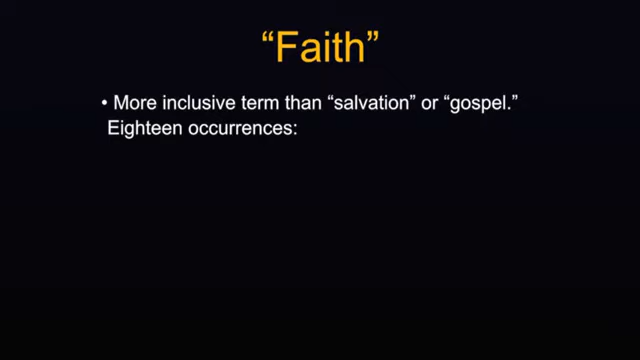 “Faith”
• More inclusive term than “salvation” or “gospel.”
Eighteen occurrences: